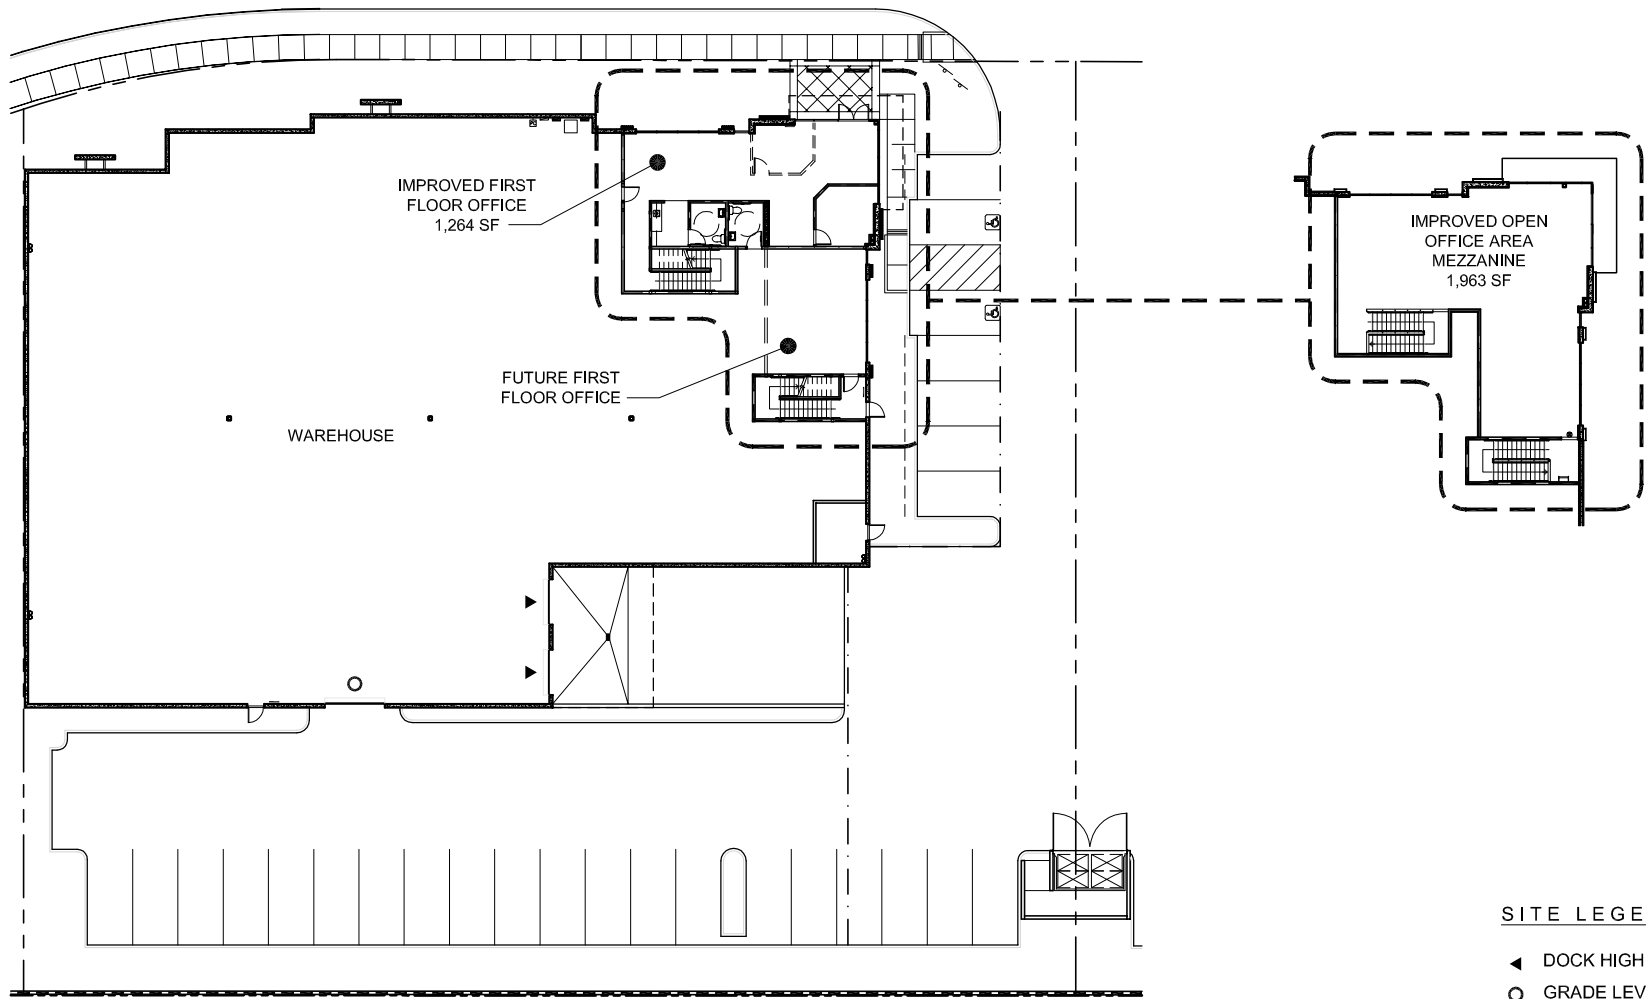 IMPROVED FIRST
FLOOR OFFICE
1,264 SF
IMPROVED OPEN
OFFICE AREA
MEZZANINE
1,963 SF
FUTURE FIRST
FLOOR OFFICE
WAREHOUSE
SITE LEGE
DOCK HIGH
GRADE LEV